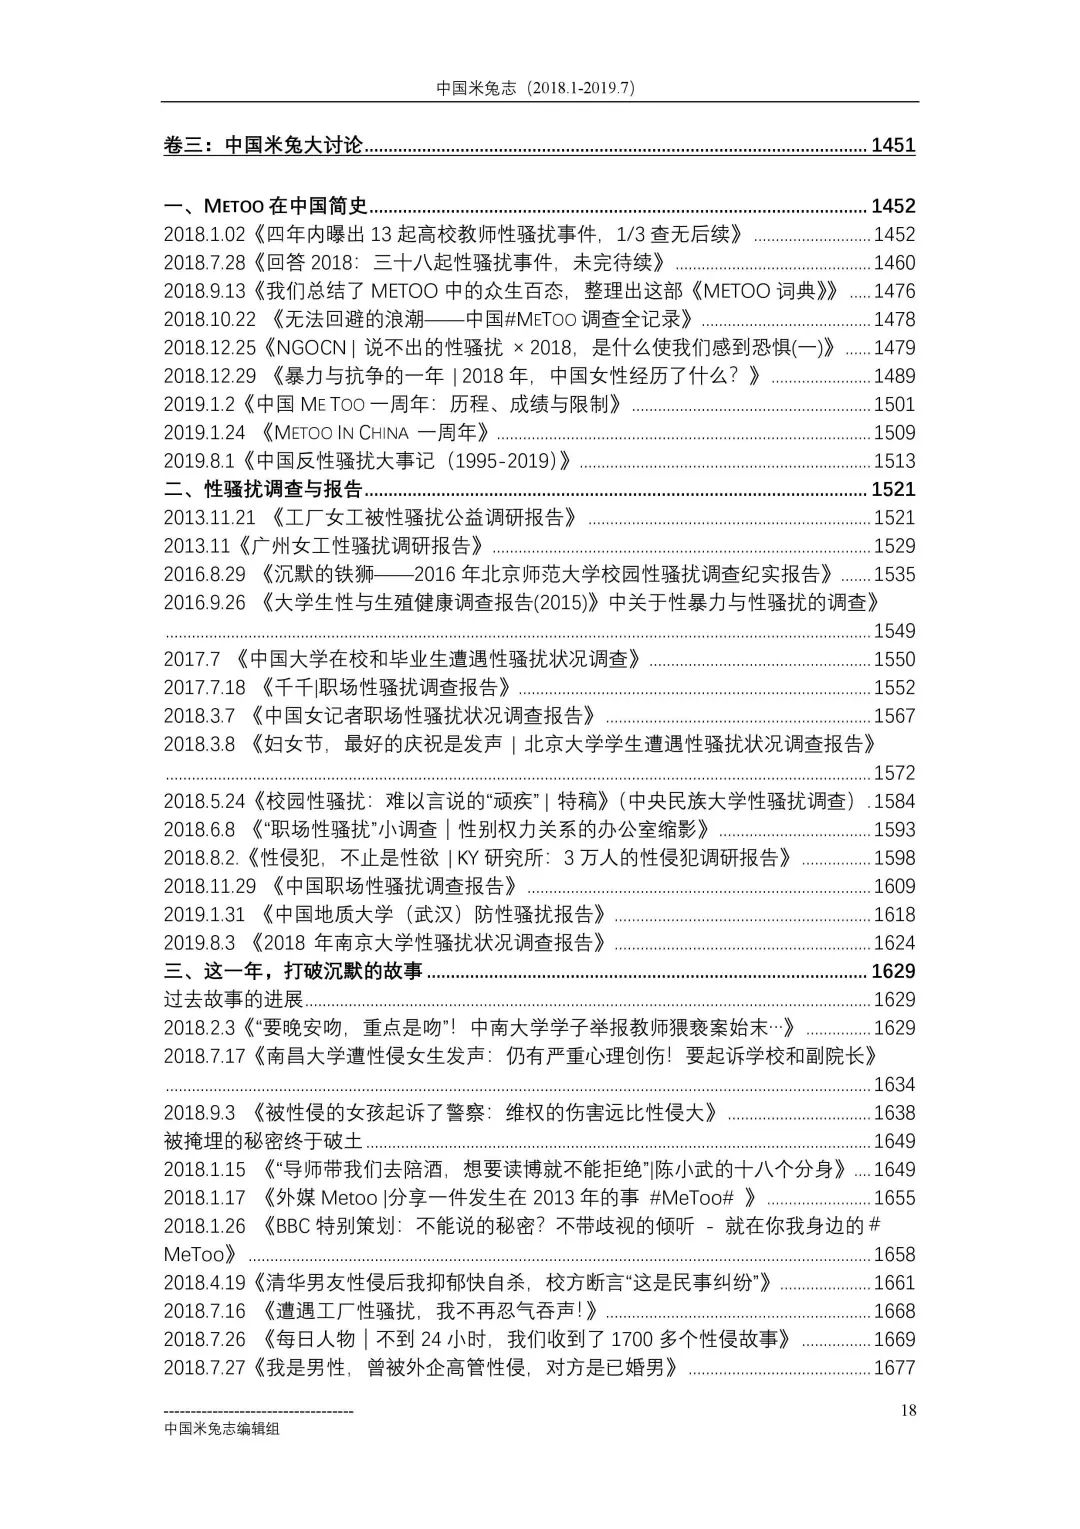 中国米兔志（2018.1-2019.7）
卷三：中国米兔大讨论 1451
一、METOO 在中国简史 1452
2018.1.02《四年内曝出 13 起高校教师性骚扰事件，1/3 查无后续》 1452
2018.7.28《回答 2018：三十八起性骚扰事件，未完待续》 1460
2018.9.13《我们总结了 METOO 中的众生百态，整理出这部《METOO 词典》》 1476
2018.10.22 《无法回避的浪潮——中国#METOO 调查全记录》 1478
2018.12.25《NGOCN | 说不出的性骚扰 × 2018，是什么使我们感到恐惧(一)》 1479
2018.12.29 《暴力与抗争的一年 | 2018 年，中国女性经历了什么？》 1489
2019.1.2《中国 ME TOO 一周年：历程、成绩与限制》 1501
2019.1.24 《METOO IN CHINA 一周年》 1509
2019.8.1《中国反性骚扰大事记（1995-2019）》 1513
二、性骚扰调查与报告 1521
2013.11.21 《工厂女工被性骚扰公益调研报告》 1521
2013.11《广州女工性骚扰调研报告》 1529
2016.8.29 《沉默的铁狮——2016 年北京师范大学校园性骚扰调查纪实报告》 1535
2016.9.26 《大学生性与生殖健康调查报告(2015)》中关于性暴力与性骚扰的调查》
1549
2017.7 《中国大学在校和毕业生遭遇性骚扰状况调查》 1550
2017.7.18 《千千|职场性骚扰调查报告》 1552
2018.3.7 《中国女记者职场性骚扰状况调查报告》 1567
2018.3.8 《妇女节，最好的庆祝是发声 | 北京大学学生遭遇性骚扰状况调查报告》
1572
2018.5.24《校园性骚扰：难以言说的“顽疾” | 特稿》（中央民族大学性骚扰调查） 1584
2018.6.8 《“职场性骚扰”小调查｜性别权力关系的办公室缩影》 1593
2018.8.2.《性侵犯，不止是性欲 | KY 研究所：3 万人的性侵犯调研报告》 1598
2018.11.29 《中国职场性骚扰调查报告》 1609
2019.1.31 《中国地质大学（武汉）防性骚扰报告》 1618
2019.8.3 《2018 年南京大学性骚扰状况调查报告》 1624
三、这一年，打破沉默的故事 1629
过去故事的进展 1629
2018.2.3《“要晚安吻，重点是吻”！中南大学学子举报教师猥亵案始末…》 1629
2018.7.17《南昌大学遭性侵女生发声：仍有严重心理创伤！要起诉学校和副院长》
1634
2018.9.3 《被性侵的女孩起诉了警察：维权的伤害远比性侵大》 1638
被掩埋的秘密终于破土 1649
2018.1.15 《“导师带我们去陪酒，想要读博就不能拒绝”|陈小武的十八个分身》 1649
2018.1.17 《外媒 Metoo |分享一件发生在 2013 年的事 #MeToo# 》 1655
2018.1.26 《BBC 特别策划：不能说的秘密？不带歧视的倾听 - 就在你我身边的＃
MeToo》 1658
2018.4.19《清华男友性侵后我抑郁快自杀，校方断言“这是民事纠纷”》 1661
2018.7.16 《遭遇工厂性骚扰，我不再忍气吞声!》 1668
2018.7.26 《每日人物｜不到 24 小时，我们收到了 1700 多个性侵故事》 1669
2018.7.27《我是男性，曾被外企高管性侵，对方是已婚男》 1677
18
中国米兔志编辑组